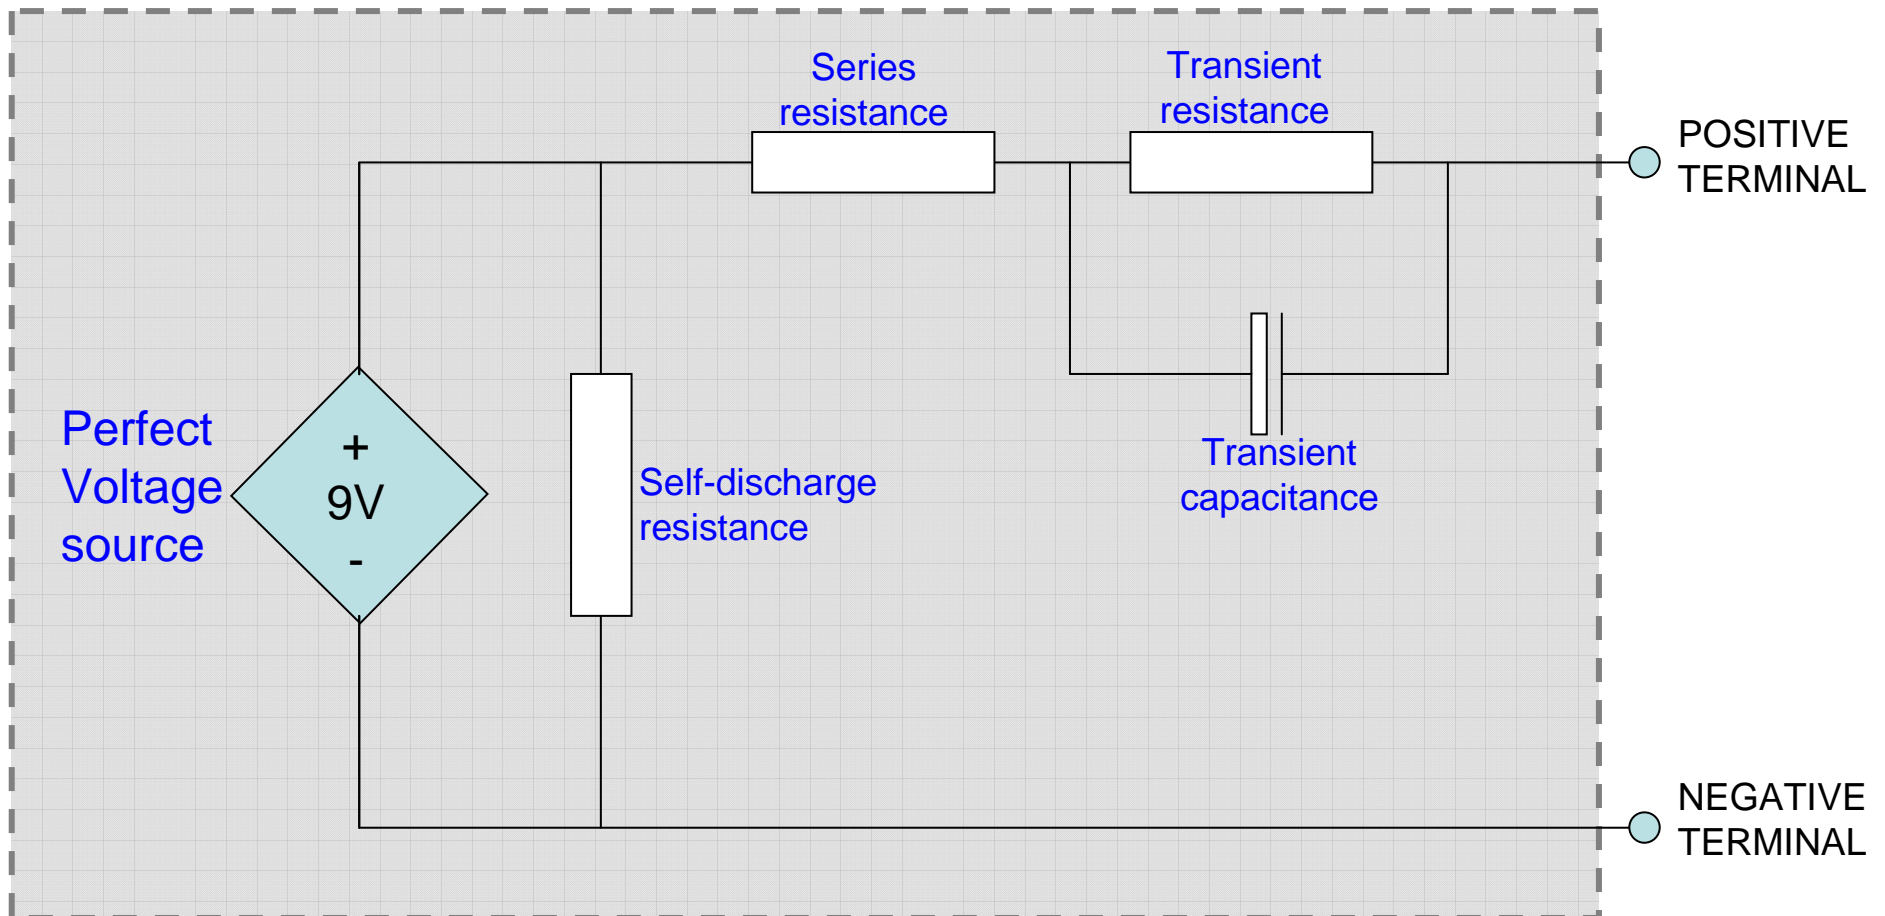 Series
resistance
Transient
resistance
POSITIVE
TERMINAL
Perfect
Voltage
source
+
9V
-
Self-discharge
resistance
Transient
capacitance
NEGATIVE
TERMINAL